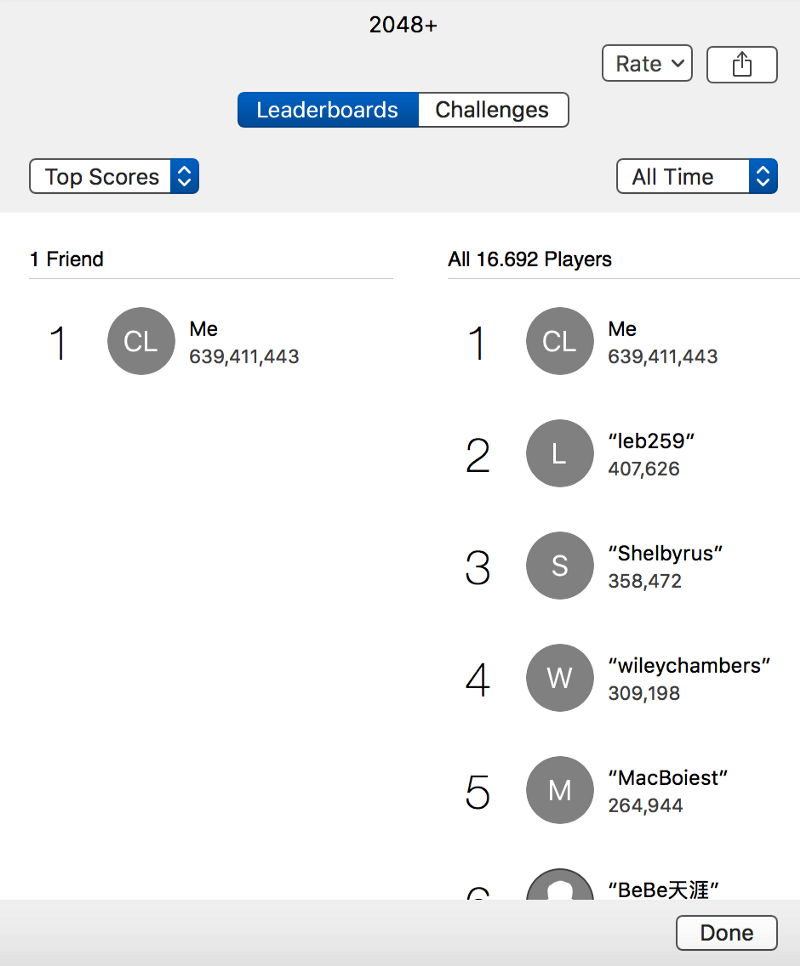 2048+
Rate
Leaderboards Challenges
Top Scores All Time
1 Friend
1 CL Me
639,411,443
All 16.692 Players
1 CL Me
639,411,443
2 L “leb259”
407,626
3 S “Shelbyrus”
358,472
4 W “wileychambers”
309,198
5 M “MacBoiest”
264,944
6 “BeBe天涯”
Done